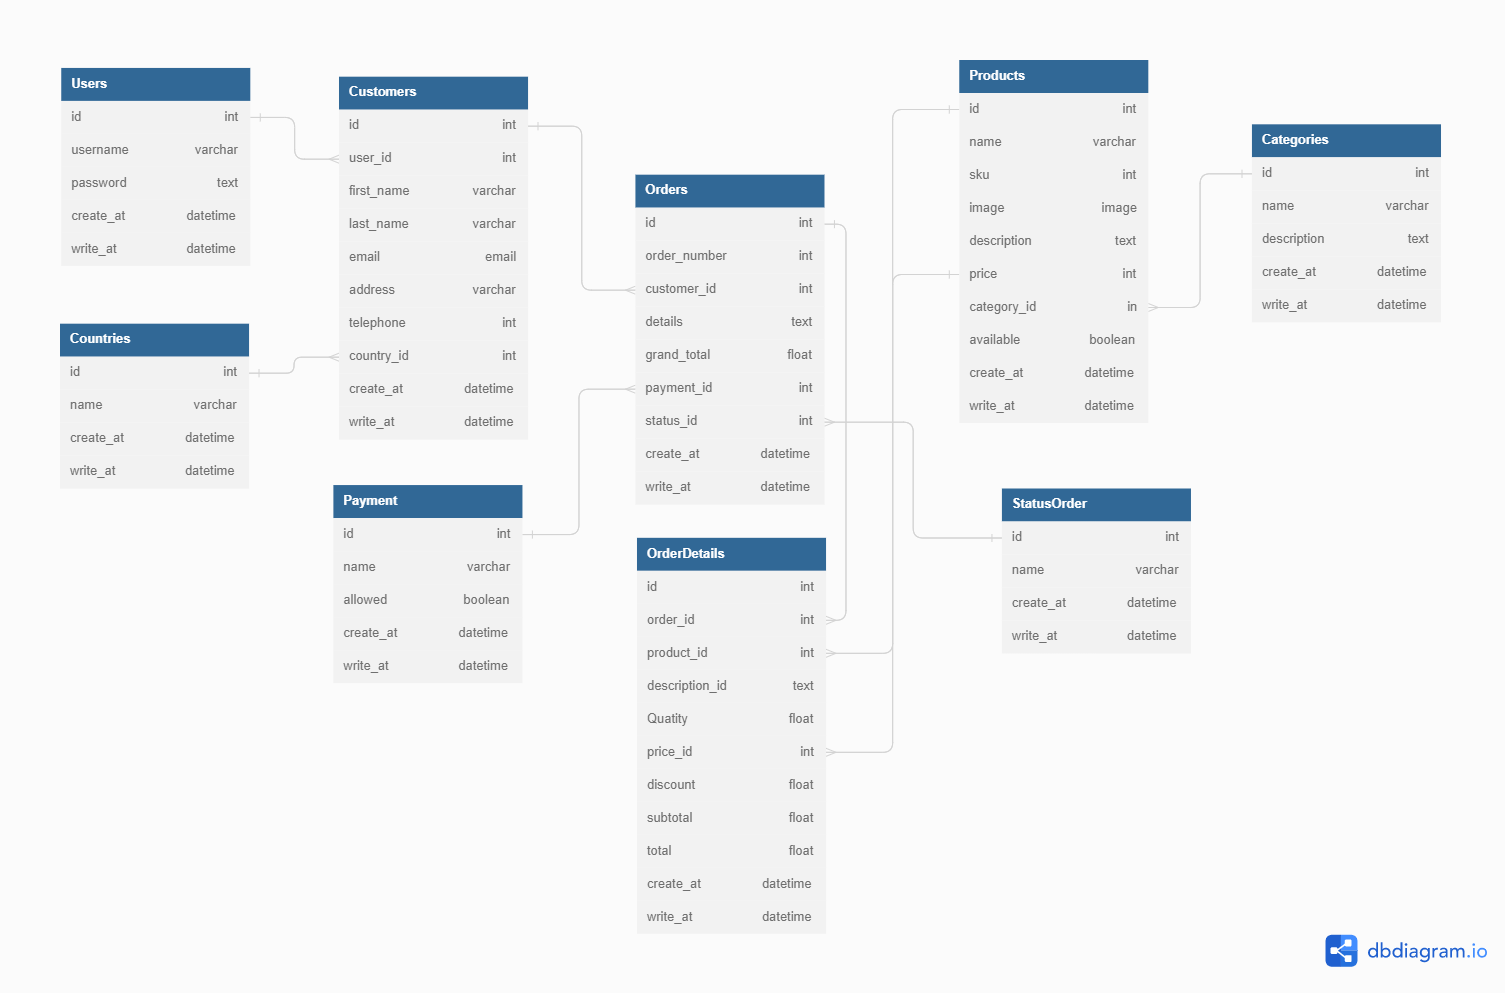 Users
id int
username varchar
password text
create_at datetime
write_at datetime
Countries
id int
name varchar
create_at datetime
write_at datetime
Customers
id int
user_id int
first_name varchar
last_name varchar
email email
address varchar
telephone int
country_id int
create_at datetime
write_at datetime
Payment
id int
name varchar
allowed boolean
create_at datetime
write_at datetime
Orders
id int
order_number int
customer_id int
details text
grand_total float
payment_id int
status_id int
create_at datetime
write_at datetime
OrderDetails
id int
order_id int
product_id int
description_id text
Quatity float
price_id int
discount float
subtotal float
total float
create_at datetime
write_at datetime
Products
id int
name varchar
sku int
image image
description text
price int
category_id in
available boolean
create_at datetime
write_at datetime
StatusOrder
id int
name varchar
create_at datetime
write_at datetime
Categories
id int
name varchar
description text
create_at datetime
write_at datetime
dbdiagram.io